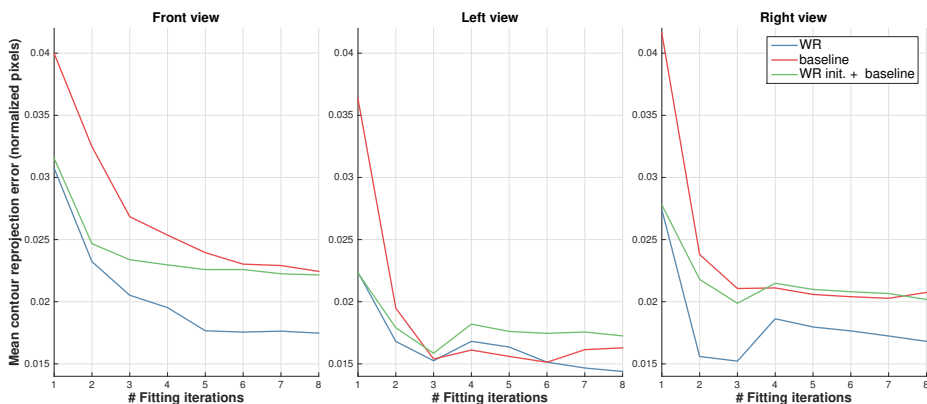 Front view
Left view
Right view
Mean contour reprojection error (normalized pixels)
0.04
0.035
0.03
0.025
0.02
0.015
1 2 3 4 5 6 7 8
# Fitting iterations
0.04
0.035
0.03
0.025
0.02
0.015
1 2 3 4 5 6 7 8
# Fitting iterations
0.04
0.035
0.03
0.025
0.02
0.015
1 2 3 4 5 6 7 8
# Fitting iterations
WR
baseline
WR init. + baseline